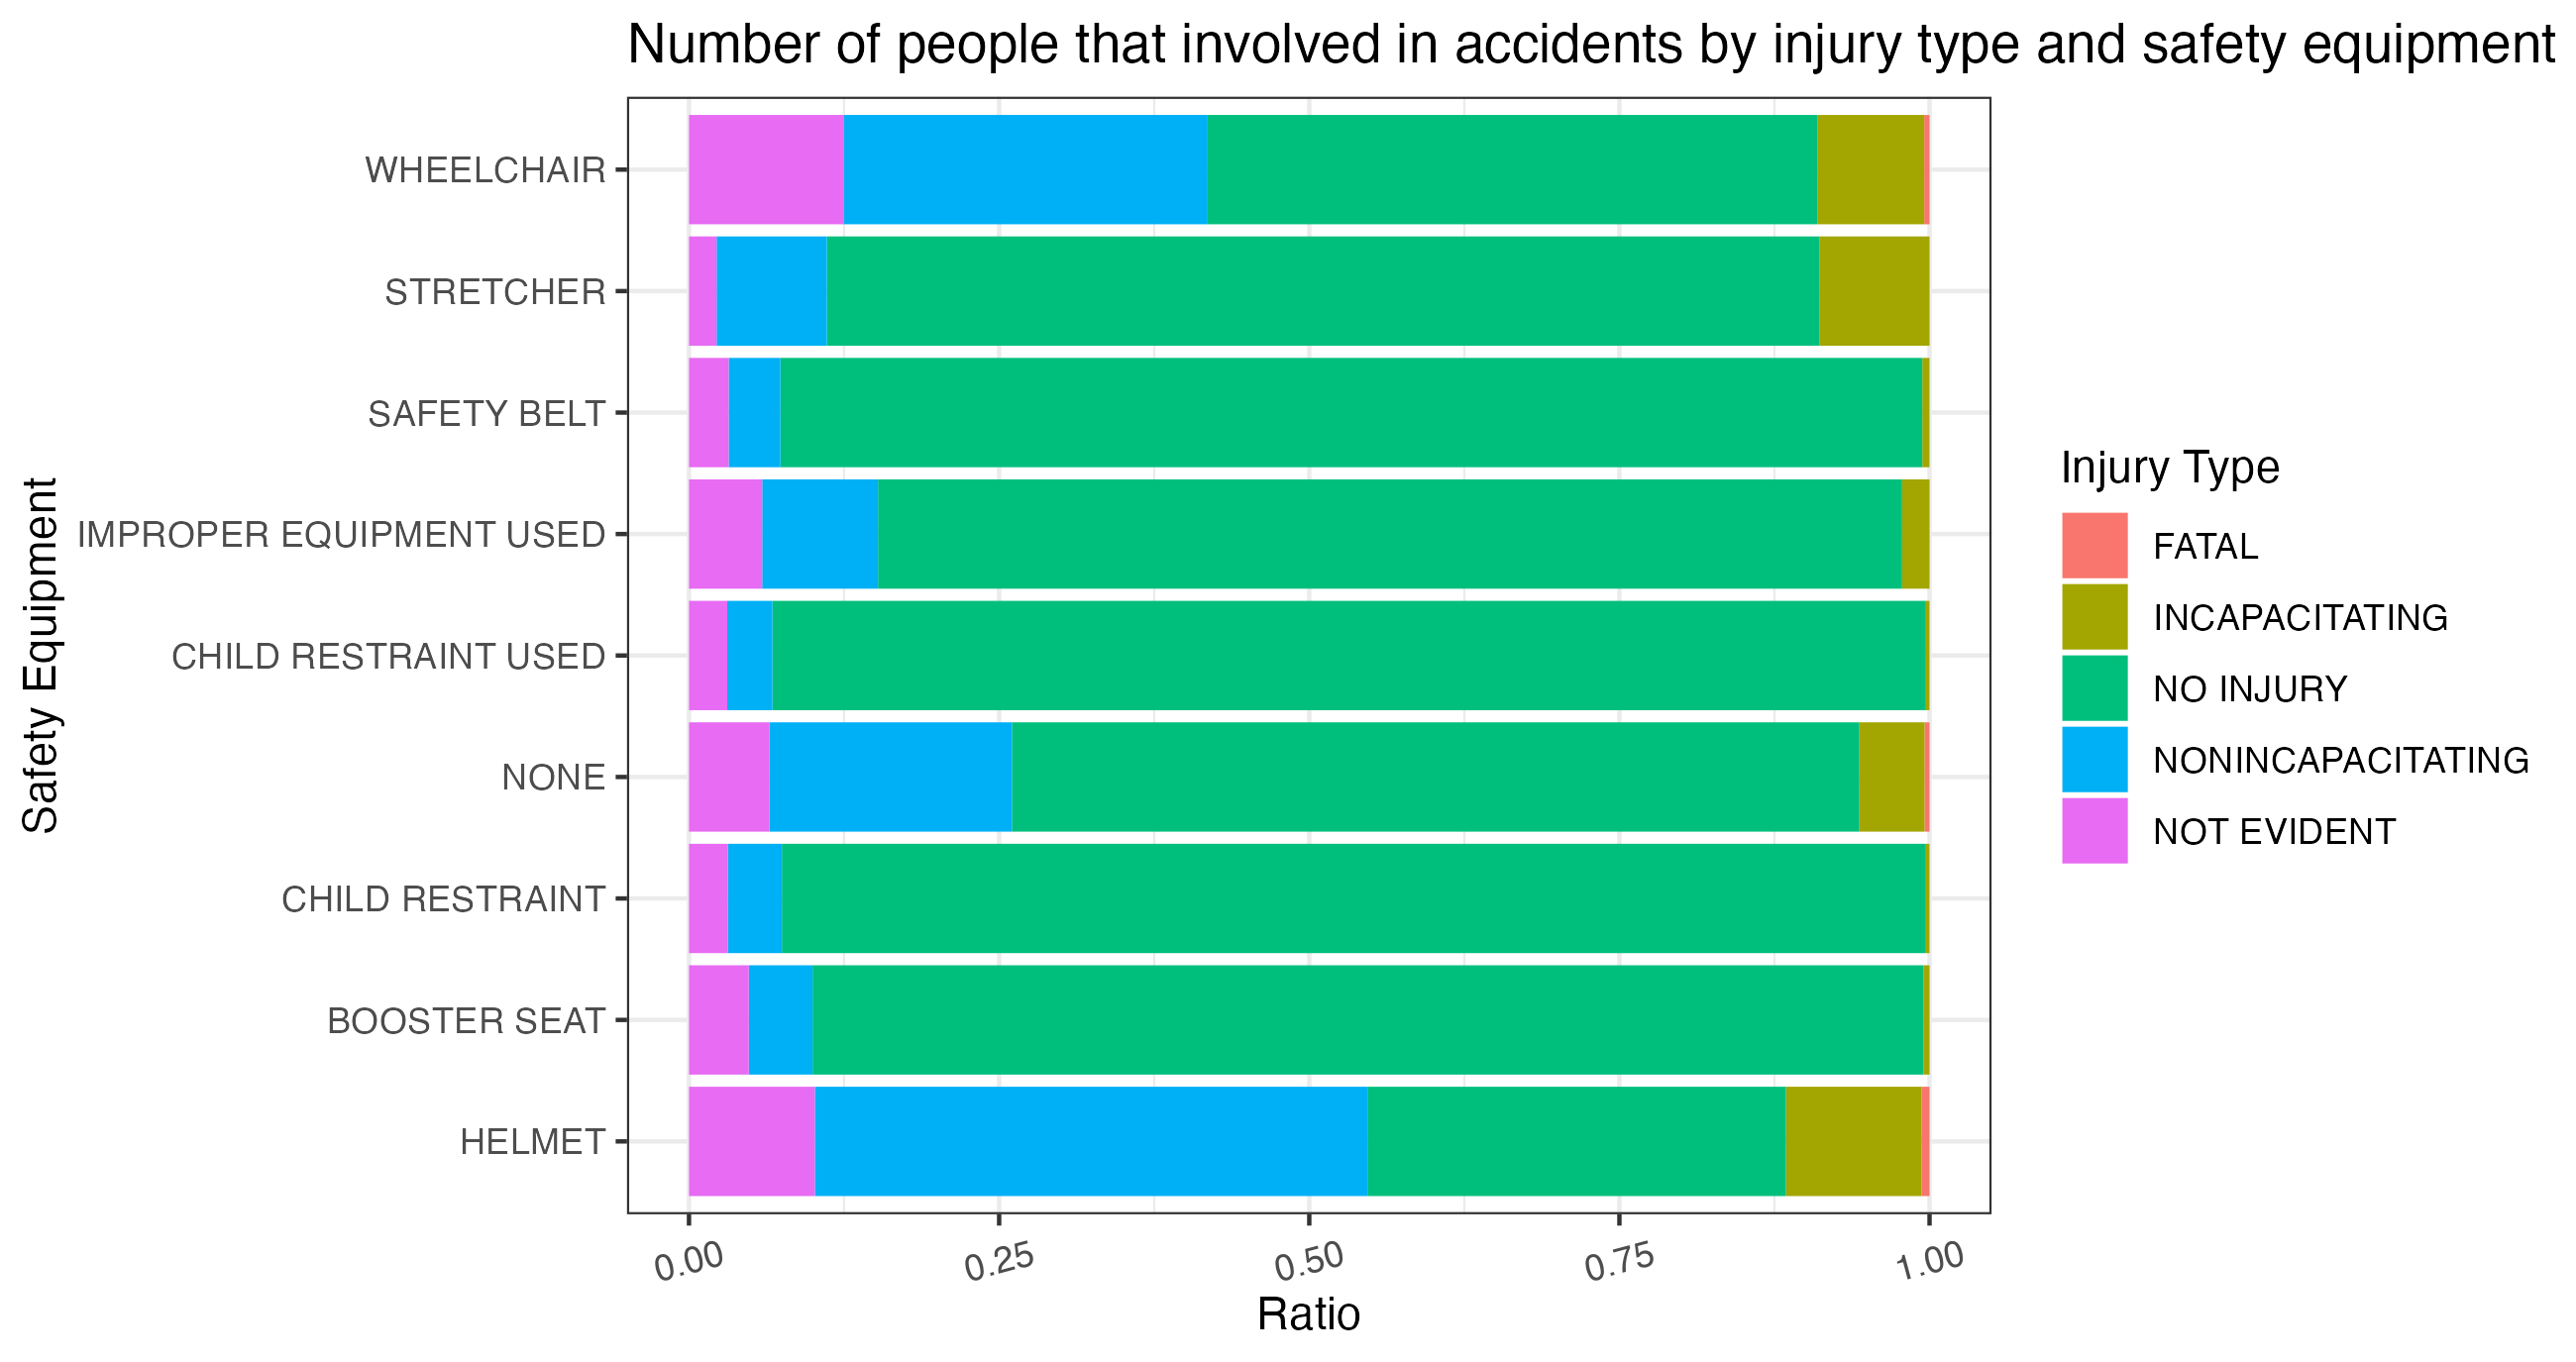 Number of people that involved in accidents by injury type and safety equipment
Safety Equipment
WHEELCHAIR
STRETCHER
SAFETY BELT
IMPROPER EQUIPMENT USED
CHILD RESTRAINT USED
NONE
CHILD RESTRAINT
BOOSTER SEAT
HELMET
0.00
0.25
0.50
0.75
1.00
Ratio
Injury Type
FATAL
INCAPACITATING
NO INJURY
NONINCAPACITATING
NOT EVIDENT